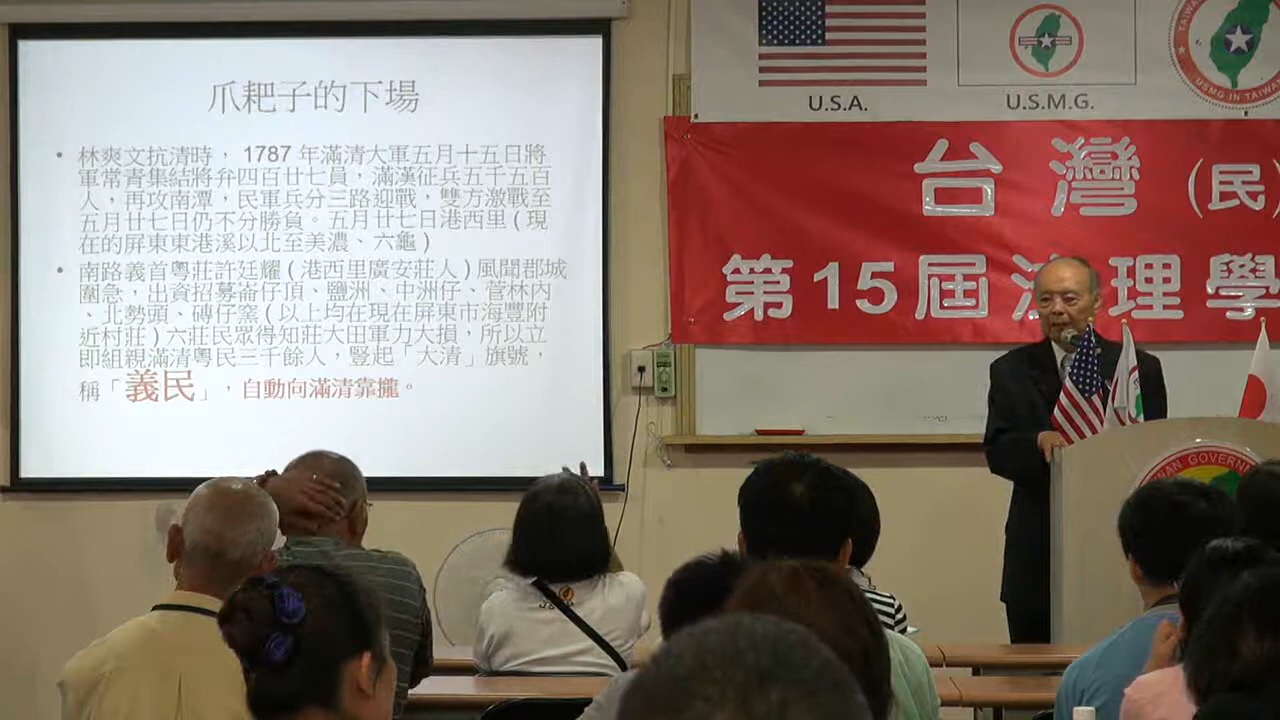 爪耙子的下場
• 林爽文抗清時，1787 年滿清大軍五月十五日將
軍常青集結將弁四百廿七員，滿漢征兵五千五百
人，再攻南潭，民軍兵分三路迎戰，雙方激戰至
五月廿七日仍不分勝負。五月廿七日港西里 ( 現
在的屏東東港溪以北至美濃、六龜 )
• 南路義首粵莊許廷耀 ( 港西里廣安莊人 ) 風聞郡城
圍急，出資招募崙仔頂、鹽洲、中洲仔、菅林內
、北勢頭、磚仔窯 ( 以上均在現在屏東市海豐附
近村莊 ) 六莊民眾得知莊大田軍力大損，所以立
即組親滿清粵民三千餘人，豎起「大清」旗號，
稱「義民」，自動向滿清靠攏。
U.S.A.
U.S.M.G.
USMG IN TAIWAN
台灣(民)
第15屆法理學
GOVERN